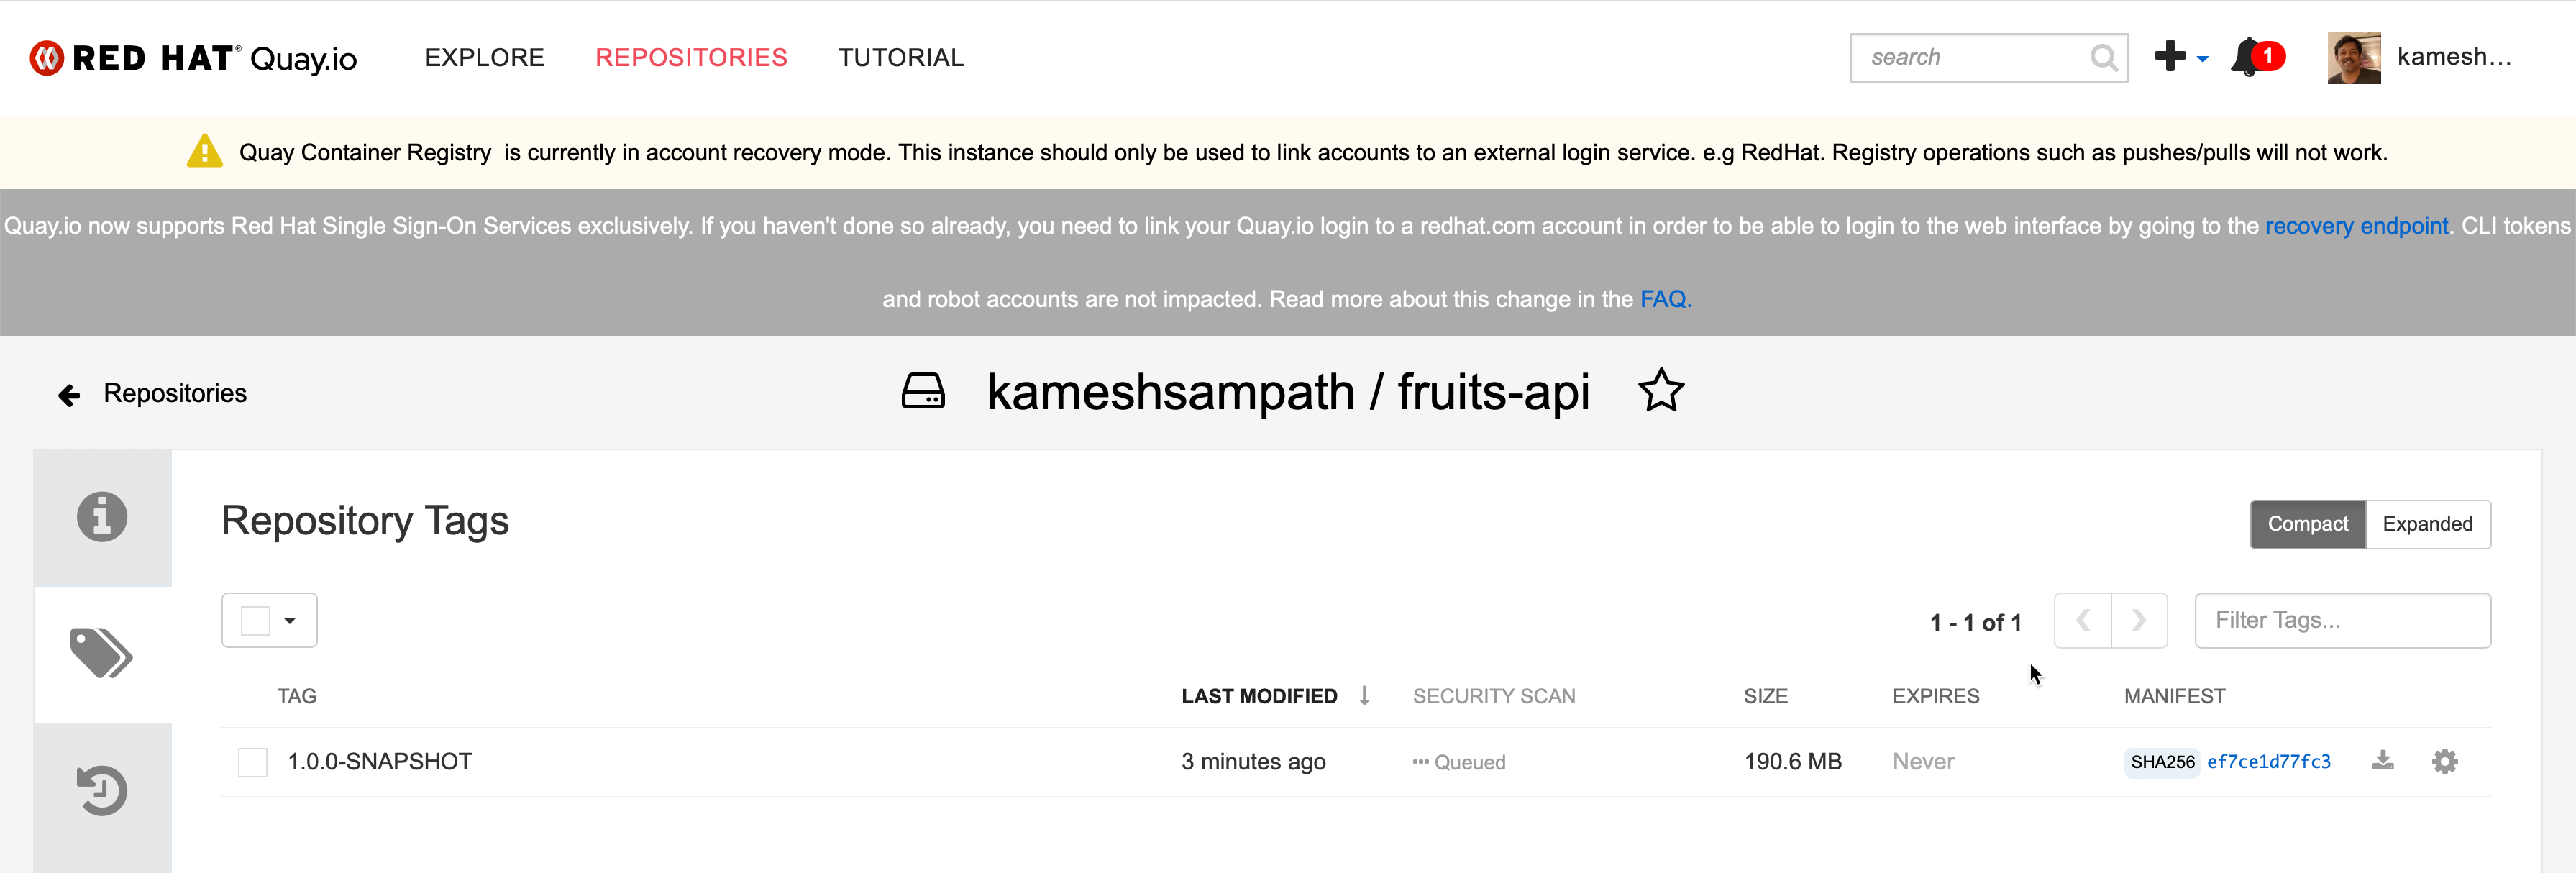 RED HAT® Quay.io EXPLORE REPOSITORIES TUTORIAL search 1 kamesh...
Quay Container Registry is currently in account recovery mode. This instance should only be used to link accounts to an external login service. e.g RedHat. Registry operations such as pushes/pulls will not work.
Quay.io now supports Red Hat Single Sign-On Services exclusively. If you haven't done so already, you need to link your Quay.io login to a redhat.com account in order to be able to login to the web interface by going to the recovery endpoint. CLI tokens
and robot accounts are not impacted. Read more about this change in the FAQ.
Repositories kameshsampath / fruits-api
Repository Tags Compact Expanded
1 - 1 of 1 Filter Tags...
TAG LAST MODIFIED SECURITY SCAN SIZE EXPIRES MANIFEST
1.0.0-SNAPSHOT 3 minutes ago Queued 190.6 MB Never SHA256 ef7ce1d77fc3